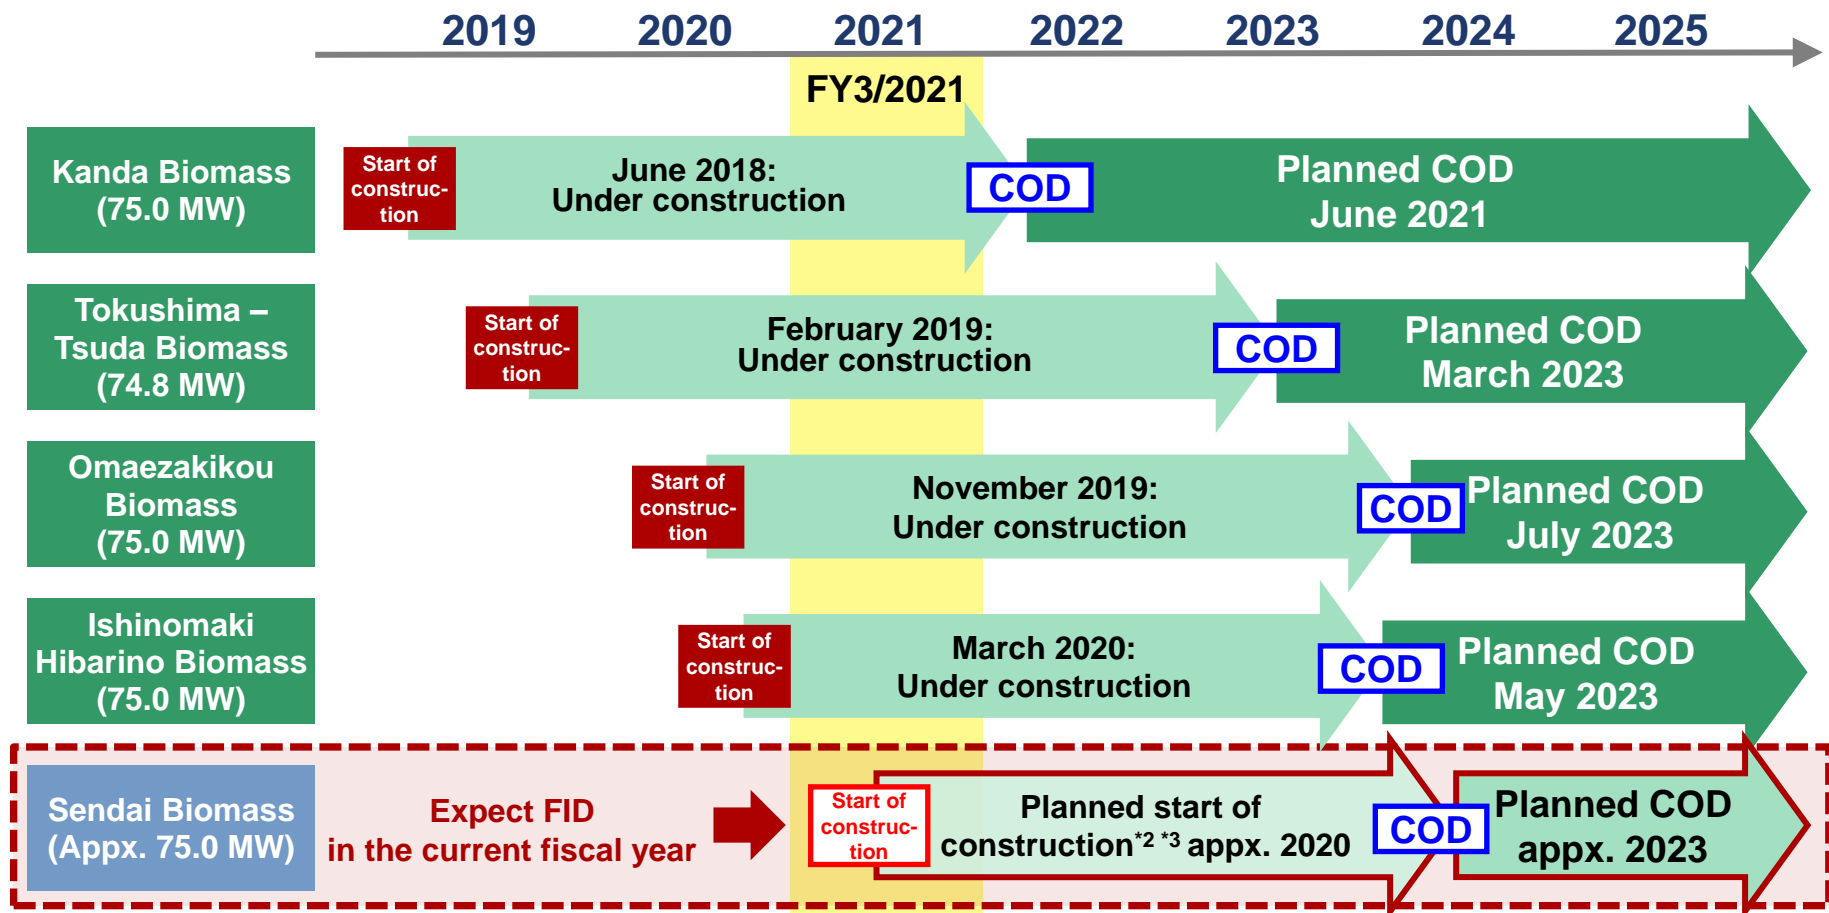 2019 2020 2021 2022 2023 2024 2025
FY3/2021
Kanda Biomass
(75.0 MW)
Start of
construc-
tion
June 2018:
Under construction
COD
Planned COD
June 2021
Tokushima –
Tsuda Biomass
(74.8 MW)
Start of
construc-
tion
February 2019:
Under construction
COD
Planned COD
March 2023
Omaezakikou
Biomass
(75.0 MW)
Start of
construc-
tion
November 2019:
Under construction
COD
Planned COD
July 2023
Ishinomaki
Hibarino Biomass
(75.0 MW)
Start of
construc-
tion
March 2020:
Under construction
COD
Planned COD
May 2023
Sendai Biomass
(Appx. 75.0 MW)
Expect FID
in the current fiscal year
Start of
construc-
tion
Planned start of
construction*2 *3 appx. 2020
COD
Planned COD
appx. 2023